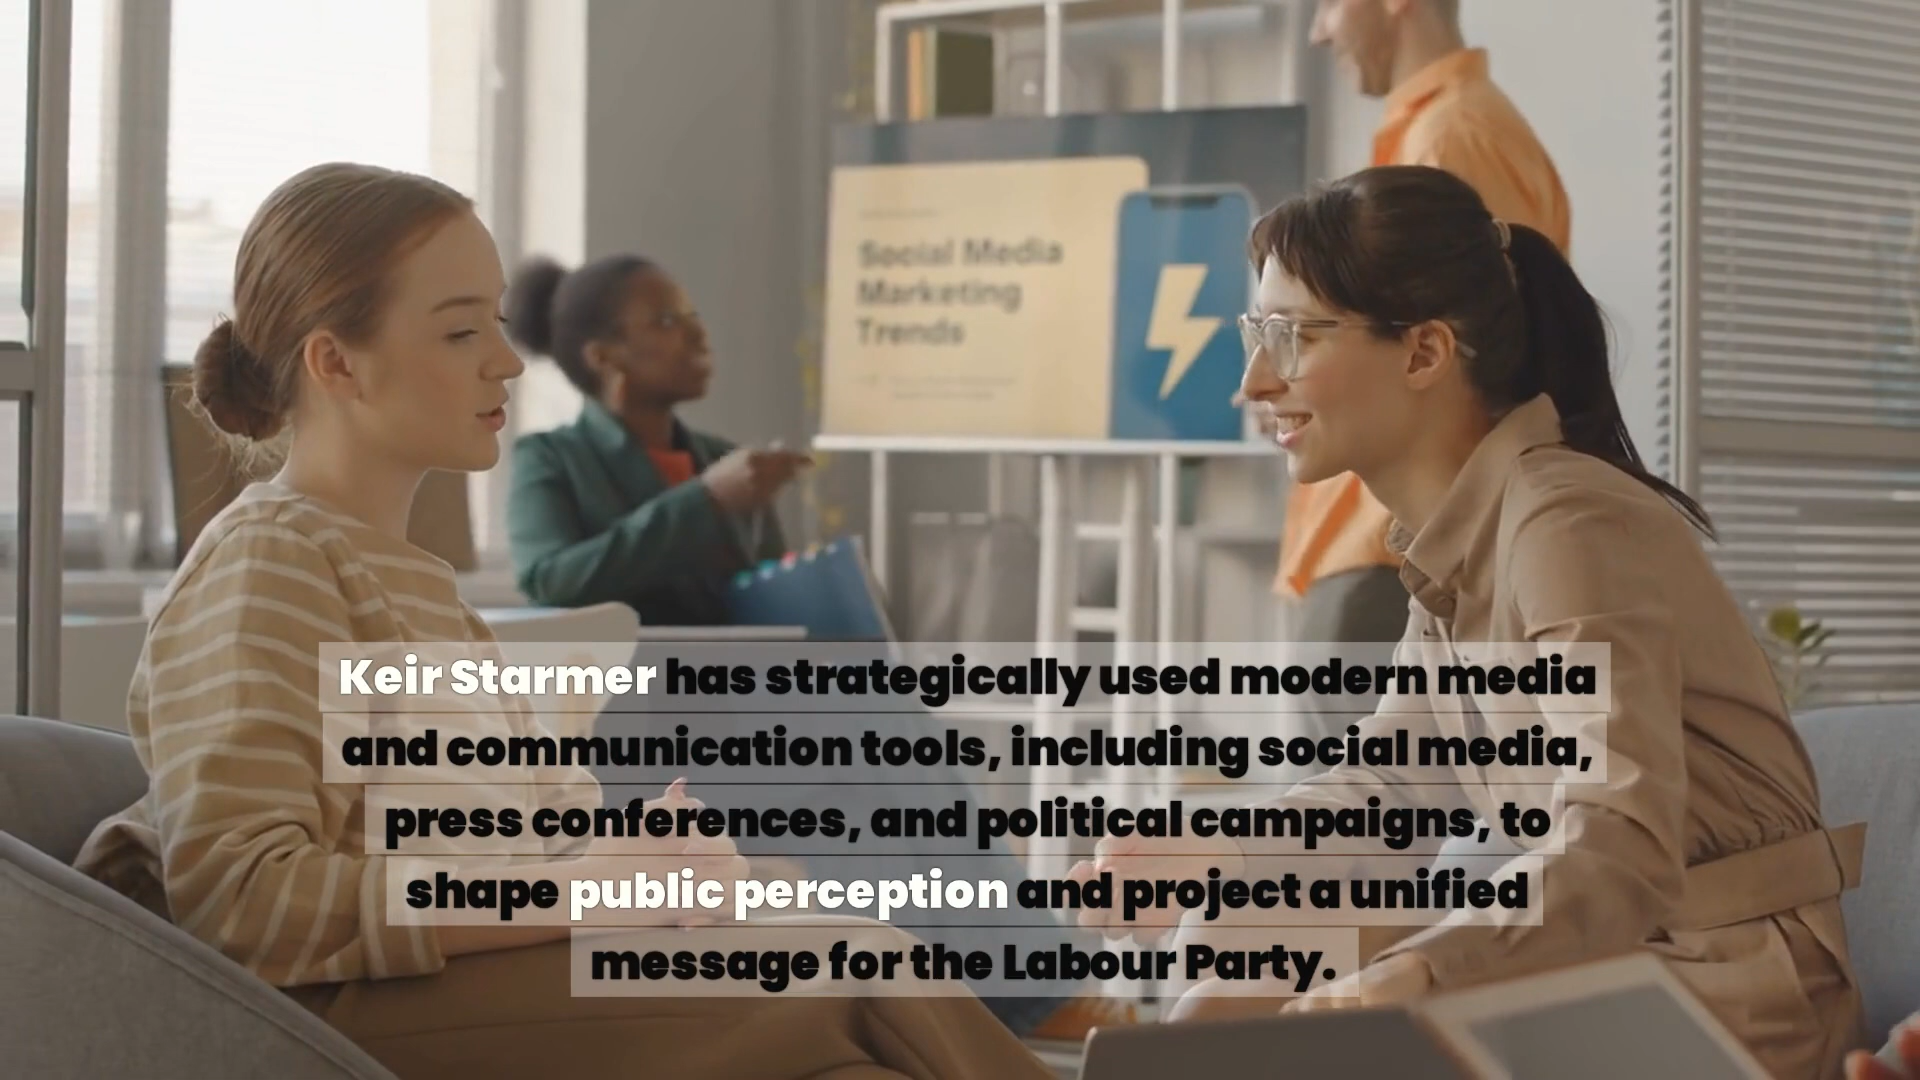 Social Media
Marketing
Trends
Keir Starmer has strategically used modern media
and communication tools, including social media,
press conferences, and political campaigns, to
shape public perception and project a unified
message for the Labour Party.